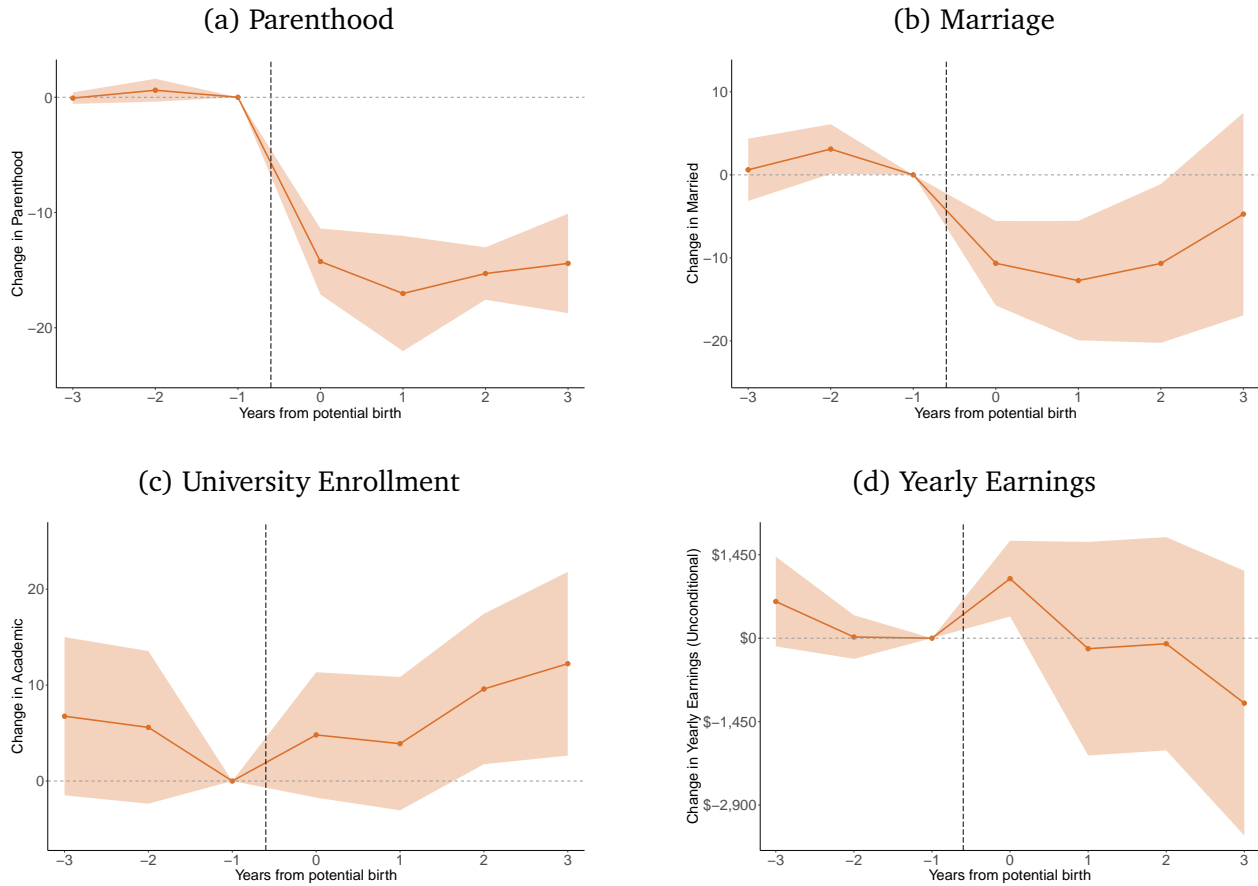 (a) Parenthood
Change in Parenthood
0
−10
−20
−3 −2 −1 0 1 2 3
Years from potential birth
(b) Marriage
Change in Married
10
0
−10
−20
−3 −2 −1 0 1 2 3
Years from potential birth
(c) University Enrollment
Change in Academic
20
10
0
−3 −2 −1 0 1 2 3
Years from potential birth
(d) Yearly Earnings
Change in Yearly Earnings (Unconditional)
$1,450
$0
$−1,450
$−2,900
−3 −2 −1 0 1 2 3
Years from potential birth